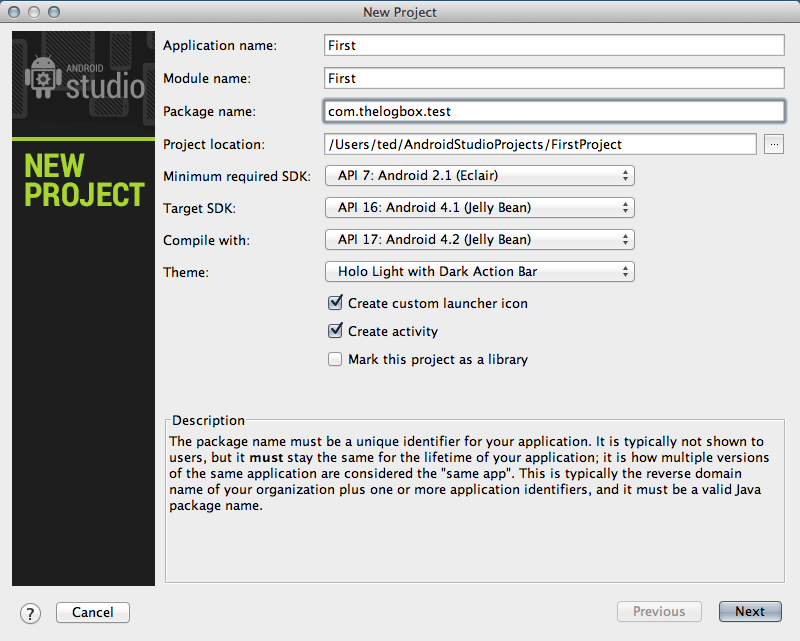 New Project
ANDROID
studio
NEW
PROJECT
Application name: First
Module name: First
Package name: com.thelogbox.test
Project location: /Users/ted/AndroidStudioProjects/FirstProject ...
Minimum required SDK: API 7: Android 2.1 (Eclair)
Target SDK: API 16: Android 4.1 (Jelly Bean)
Compile with: API 17: Android 4.2 (Jelly Bean)
Theme: Holo Light with Dark Action Bar
Create custom launcher icon
Create activity
Mark this project as a library
Description
The package name must be a unique identifier for your application. It is typically not shown to
users, but it must stay the same for the lifetime of your application; it is how multiple versions
of the same application are considered the "same app". This is typically the reverse domain
name of your organization plus one or more application identifiers, and it must be a valid Java
package name.
? Cancel Previous Next